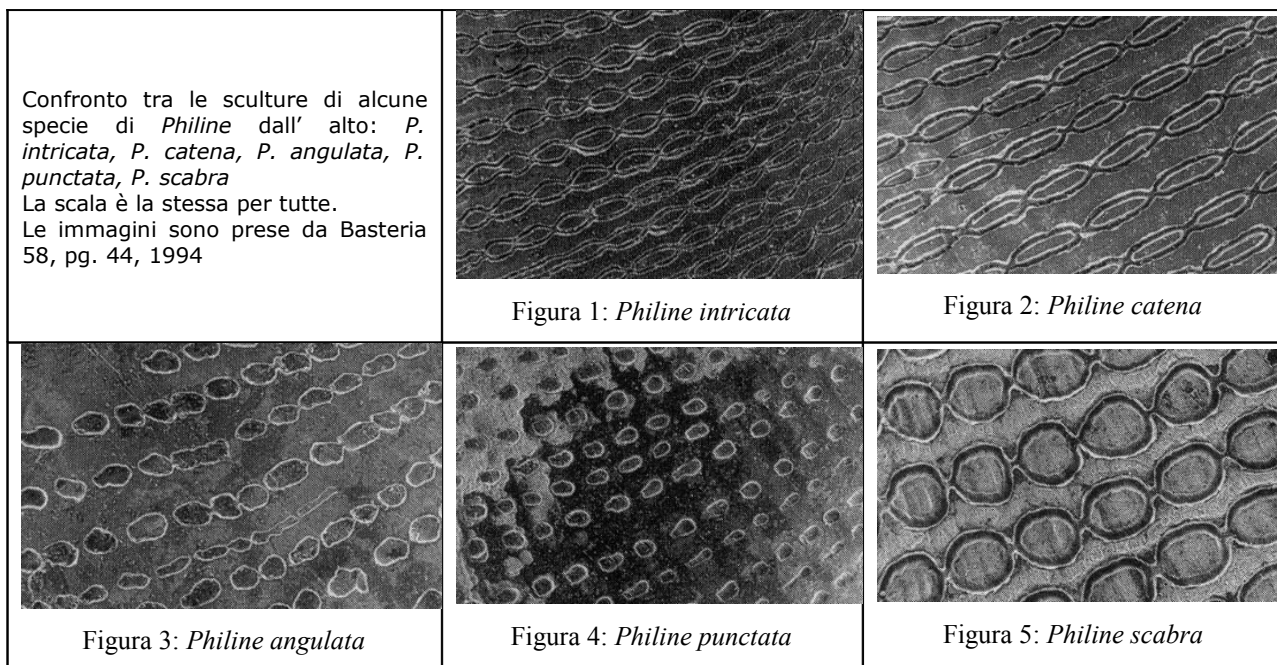 Confronto tra le sculture di alcune
specie di Philine dall' alto: P.
intricata, P. catena, P. angulata, P.
punctata, P. scabra
La scala è la stessa per tutte.
Le immagini sono prese da Basteria
58, pg. 44, 1994
Figura 1: Philine intricata
Figura 2: Philine catena
Figura 3: Philine angulata
Figura 4: Philine punctata
Figura 5: Philine scabra